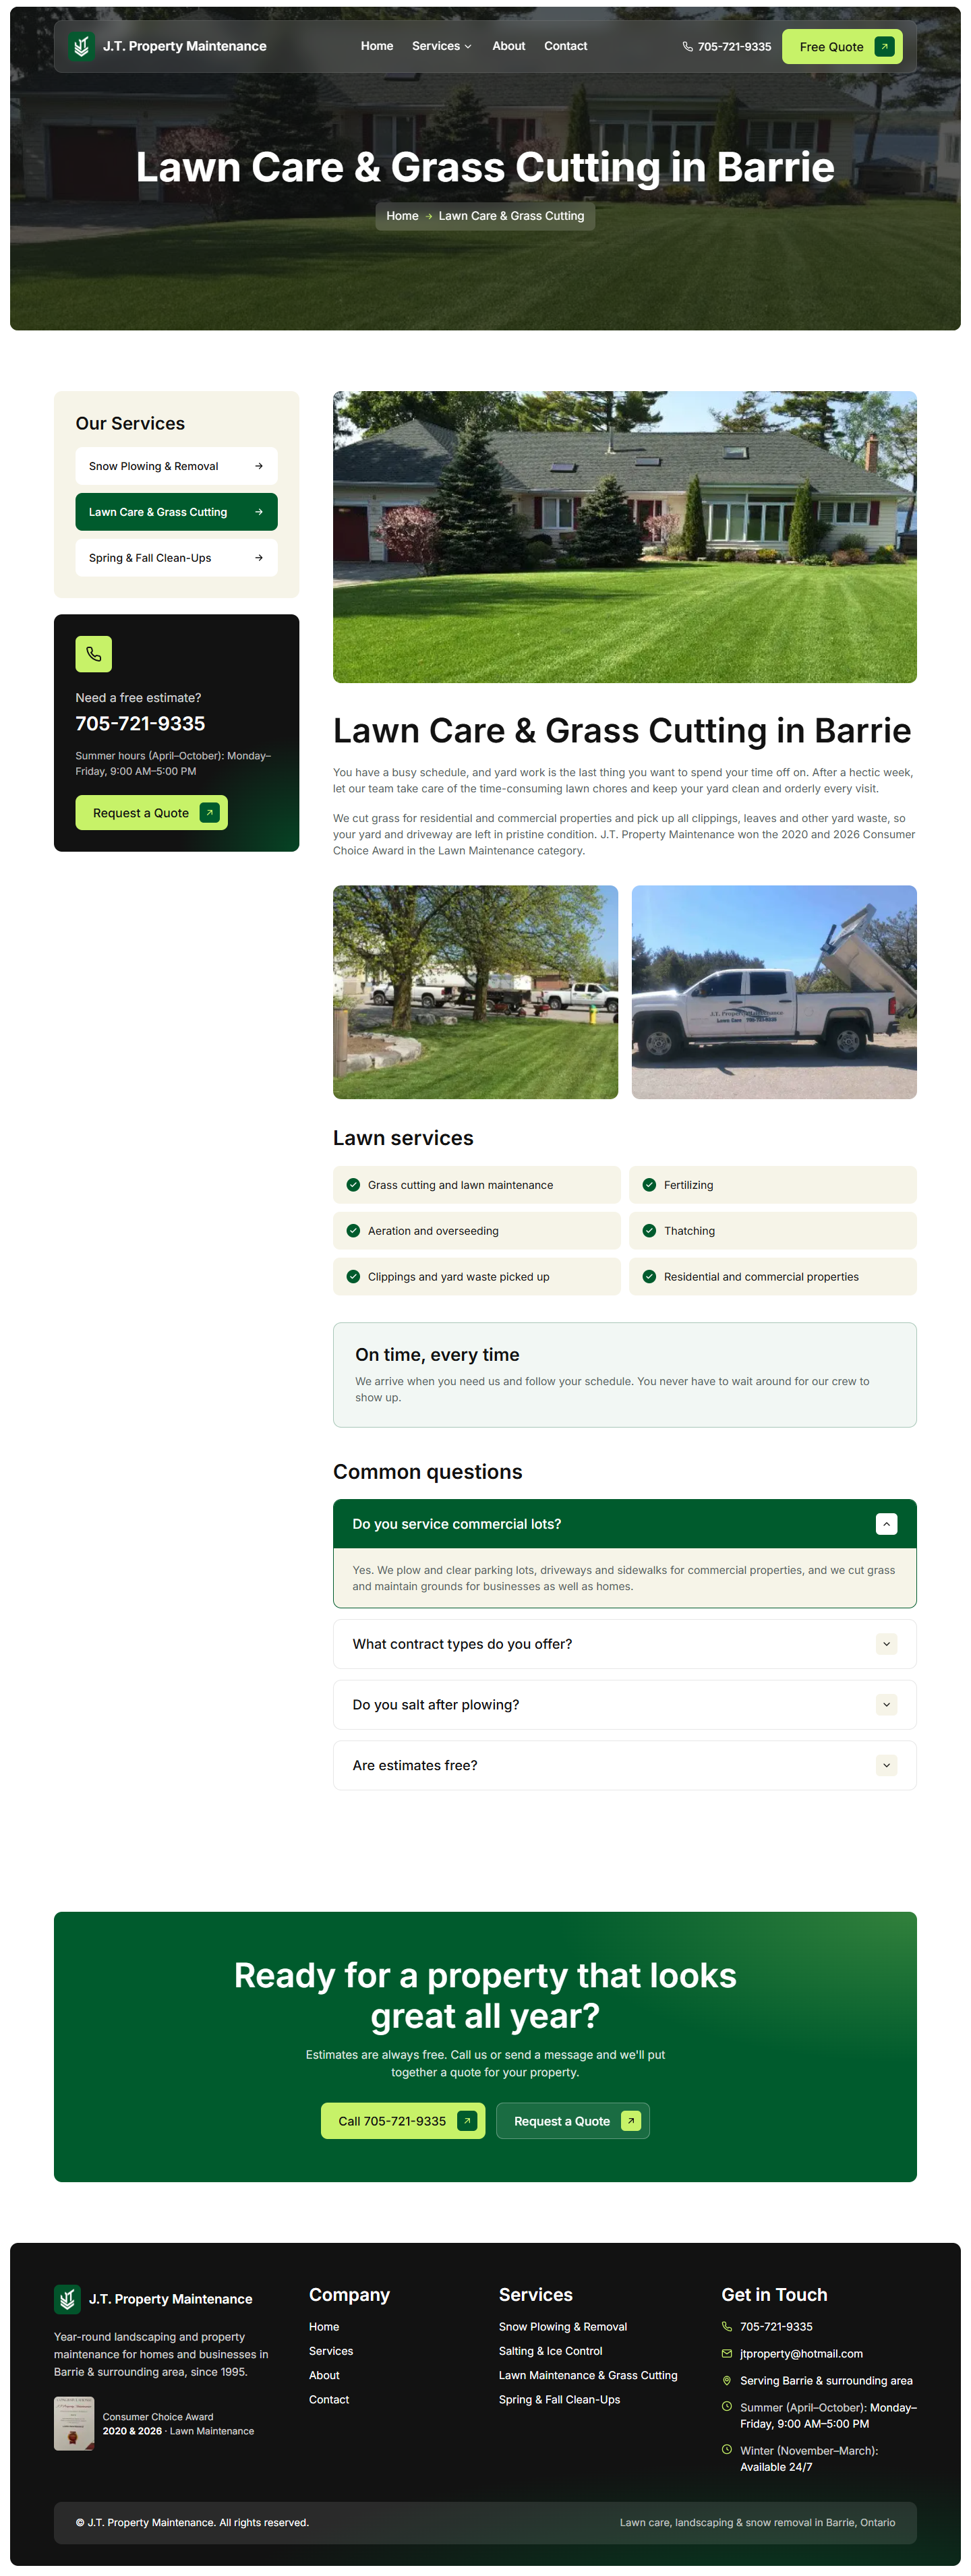 J.T. Property Maintenance
Home
Services
About
Contact
705-721-9335
Free Quote
Lawn Care & Grass Cutting in Barrie
Home → Lawn Care & Grass Cutting
Our Services
Snow Plowing & Removal
Lawn Care & Grass Cutting
Spring & Fall Clean-Ups
Need a free estimate?
705-721-9335
Summer hours (April–October): Monday–
Friday, 9:00 AM–5:00 PM
Request a Quote
Lawn Care & Grass Cutting in Barrie
You have a busy schedule, and yard work is the last thing you want to spend your time off on. After a hectic week,
let our team take care of the time-consuming lawn chores and keep your yard clean and orderly every visit.
We cut grass for residential and commercial properties and pick up all clippings, leaves and other yard waste, so
your yard and driveway are left in pristine condition. J.T. Property Maintenance won the 2020 and 2026 Consumer
Choice Award in the Lawn Maintenance category.
J.T. Property Maintenance
Lawn Care 705-721-9335
Lawn services
Grass cutting and lawn maintenance
Fertilizing
Aeration and overseeding
Thatching
Clippings and yard waste picked up
Residential and commercial properties
On time, every time
We arrive when you need us and follow your schedule. You never have to wait around for our crew to
show up.
Common questions
Do you service commercial lots?
Yes. We plow and clear parking lots, driveways and sidewalks for commercial properties, and we cut grass
and maintain grounds for businesses as well as homes.
What contract types do you offer?
Do you salt after plowing?
Are estimates free?
Ready for a property that looks
great all year?
Estimates are always free. Call us or send a message and we'll put
together a quote for your property.
Call 705-721-9335
Request a Quote
J.T. Property Maintenance
Year-round landscaping and property
maintenance for homes and businesses in
Barrie & surrounding area, since 1995.
Consumer Choice Award
2020 & 2026 · Lawn Maintenance
Company
Home
Services
About
Contact
Services
Snow Plowing & Removal
Salting & Ice Control
Lawn Maintenance & Grass Cutting
Spring & Fall Clean-Ups
Get in Touch
705-721-9335
jtproperty@hotmail.com
Serving Barrie & surrounding area
Summer (April–October): Monday–
Friday, 9:00 AM–5:00 PM
Winter (November–March):
Available 24/7
© J.T. Property Maintenance. All rights reserved.
Lawn care, landscaping & snow removal in Barrie, Ontario